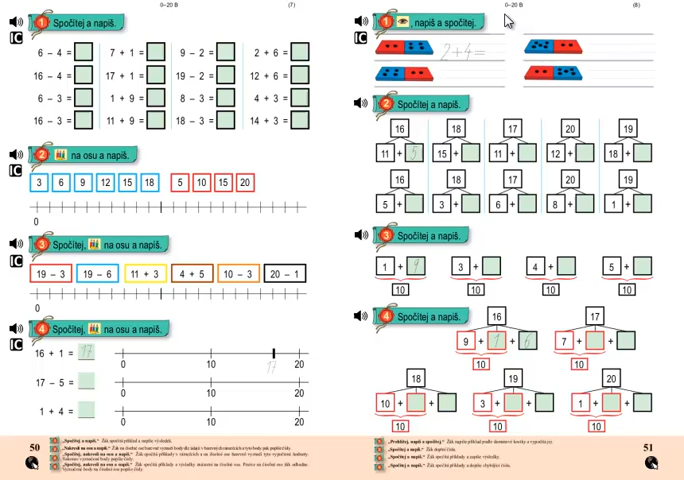 0–20 B (7)
1 Spočítej a napiš.
6 – 4 = 7 + 1 = 9 – 2 = 2 + 6 =
16 – 4 = 17 + 1 = 19 – 2 = 12 + 6 =
6 – 3 = 1 + 9 = 8 – 3 = 4 + 3 =
16 – 3 = 11 + 9 = 18 – 3 = 14 + 3 =
2 na osu a napiš.
3 6 9 12 15 18 5 10 15 20
0
3 Spočítej, na osu a napiš.
19 – 3 19 – 6 11 + 3 4 + 5 10 – 3 20 – 1
0
4 Spočítej, na osu a napiš.
16 + 1 = 17 0 10 20
17
17 – 5 = 0 10 20
1 + 4 = 0 10 20
50
0–20 B (8)
1 , napiš a spočítej.
2+4=
2 Spočítej a napiš.
16 18 17 20 19
11 + 5 15 + 11 + 12 + 18 +
16 18 17 20 19
5 + 3 + 6 + 8 + 1 +
3 Spočítej a napiš.
1 + 9 3 + 4 + 5 +
10 10 10 10
4 Spočítej a napiš.
16 17
9 + 1 + 6 7 + +
10 10
18 19 20
10 + + 3 + + 1 + +
10 10 10
51